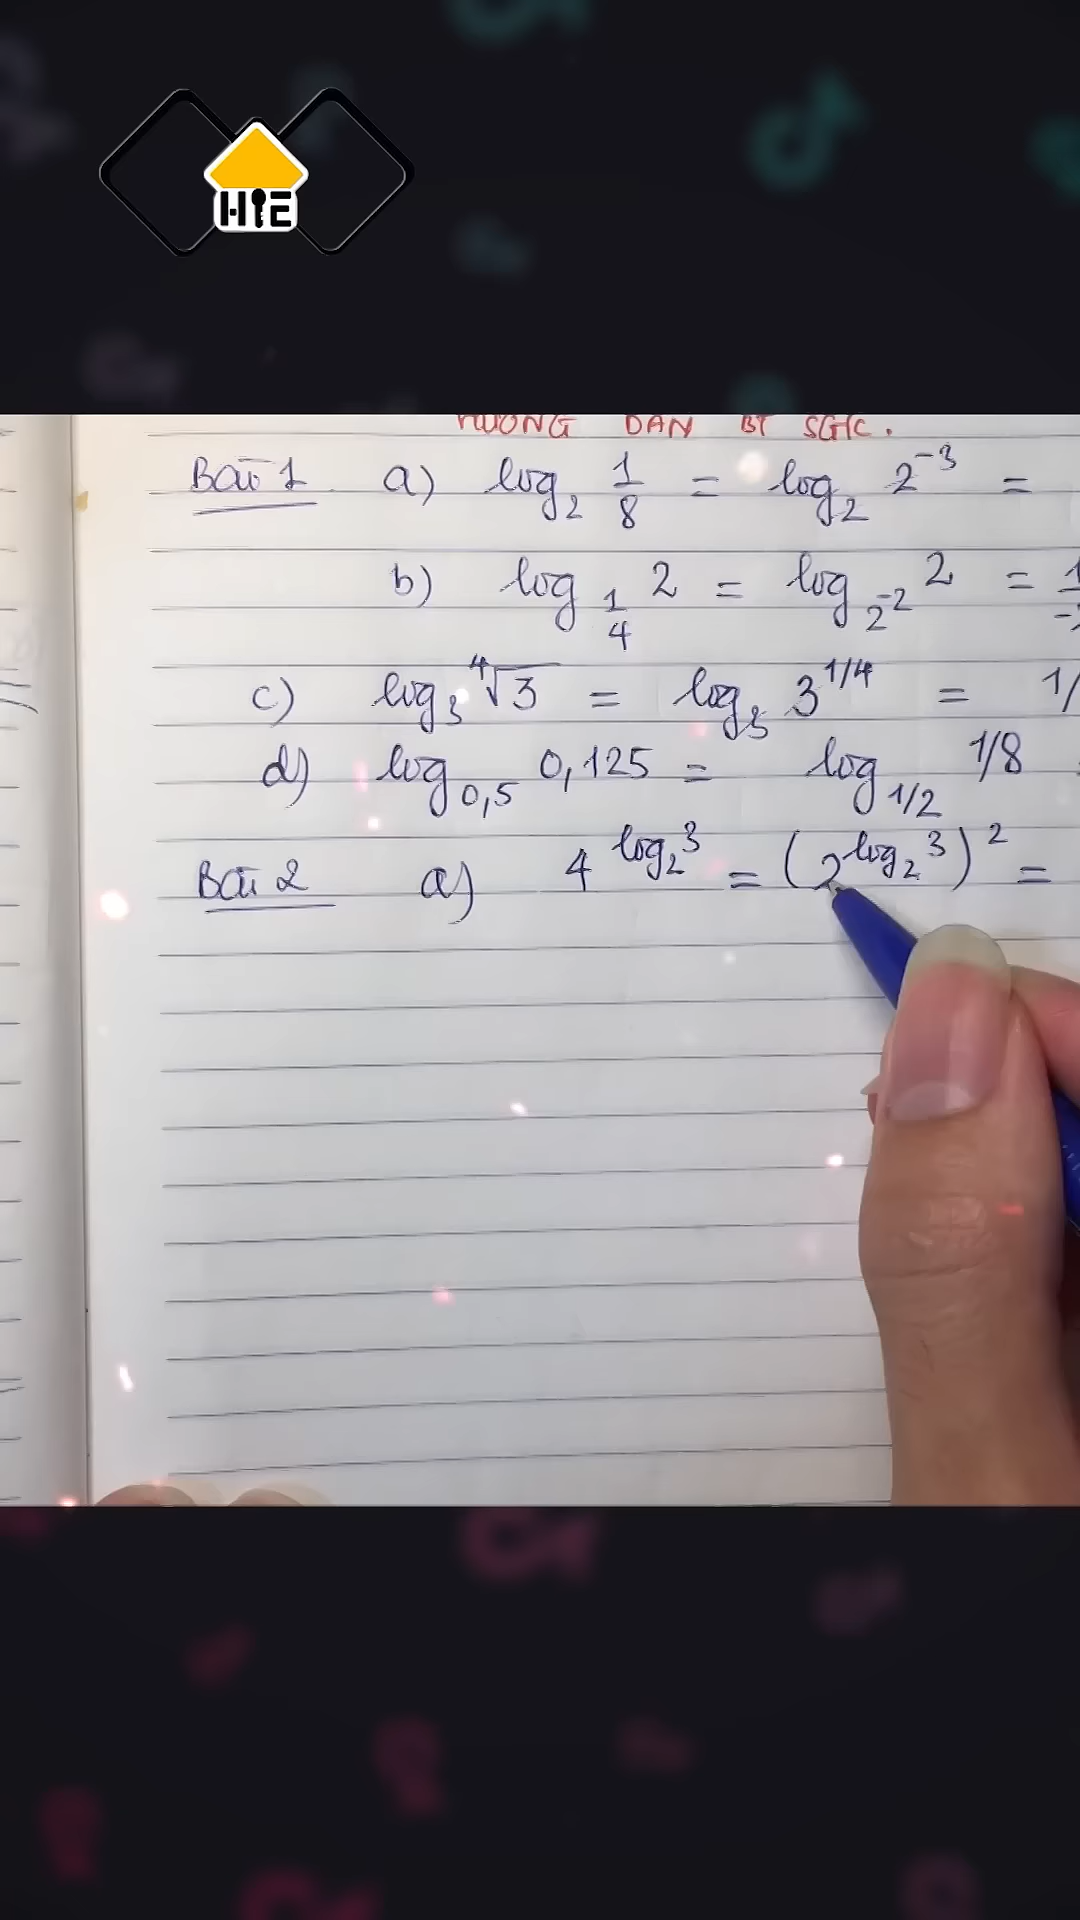 HIE
HƯỚNG DẪN BT SGK.
Bài 1 a) log₂ 1/8 = log₂ 2⁻³ =
b) log_{1/4} 2 = log_{2⁻²} 2 =
c) log₃ ⁴√3 = log₃ 3^{1/4} = 1/
d) log_{0,5} 0,125 = log_{1/2} 1/8
Bài 2 a) 4^{log₂3} = (2^{log₂3})² =